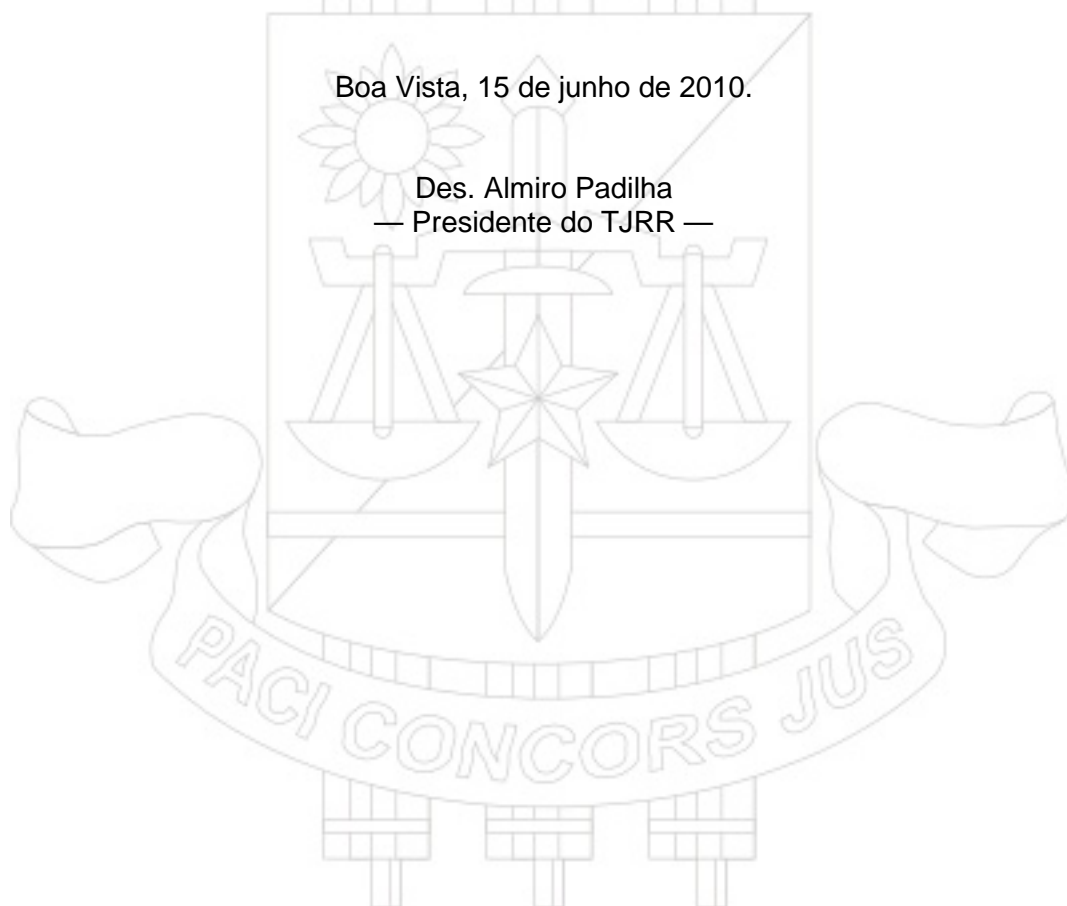 Boa Vista, 15 de junho de 2010.
Des. Almiro Padilha
— Presidente do TJRR —
PACI CONCORS JUS